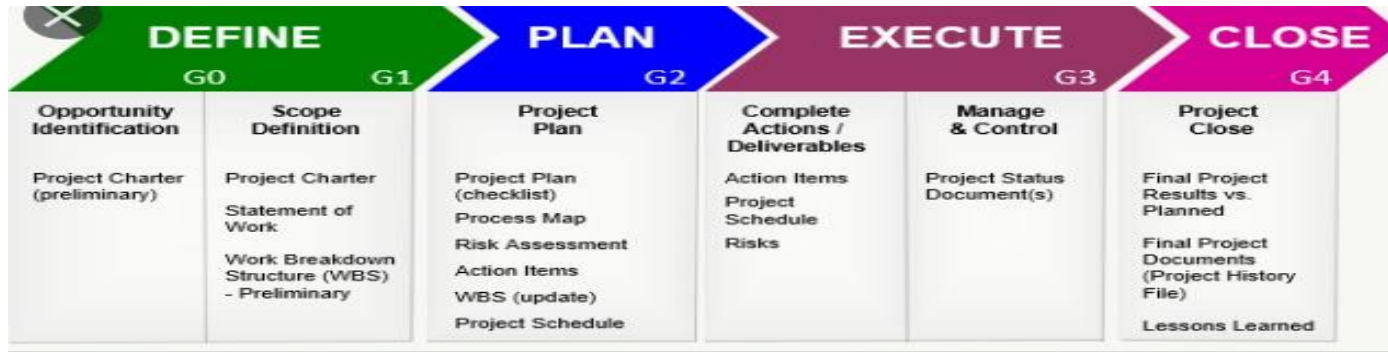 DEFINE
G0 G1
PLAN
G2
EXECUTE
G3
CLOSE
G4
Opportunity
Identification
Project Charter
(preliminary)
Scope
Definition
Project Charter
Statement of
Work
Work Breakdown
Structure (WBS)
- Preliminary
Project
Plan
Project Plan
(checklist)
Process Map
Risk Assessment
Action Items
WBS (update)
Project Schedule
Complete
Actions /
Deliverables
Action Items
Project
Schedule
Risks
Manage
& Control
Project Status
Document(s)
Project
Close
Final Project
Results vs.
Planned
Final Project
Documents
(Project History
File)
Lessons Learned